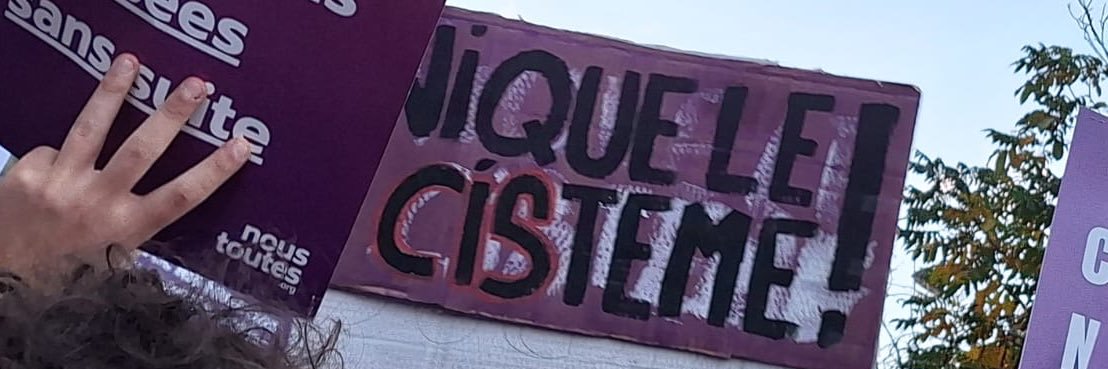 sans suite
nous
toutes
.org
NiQUE LE
CiSTEME !
C
N